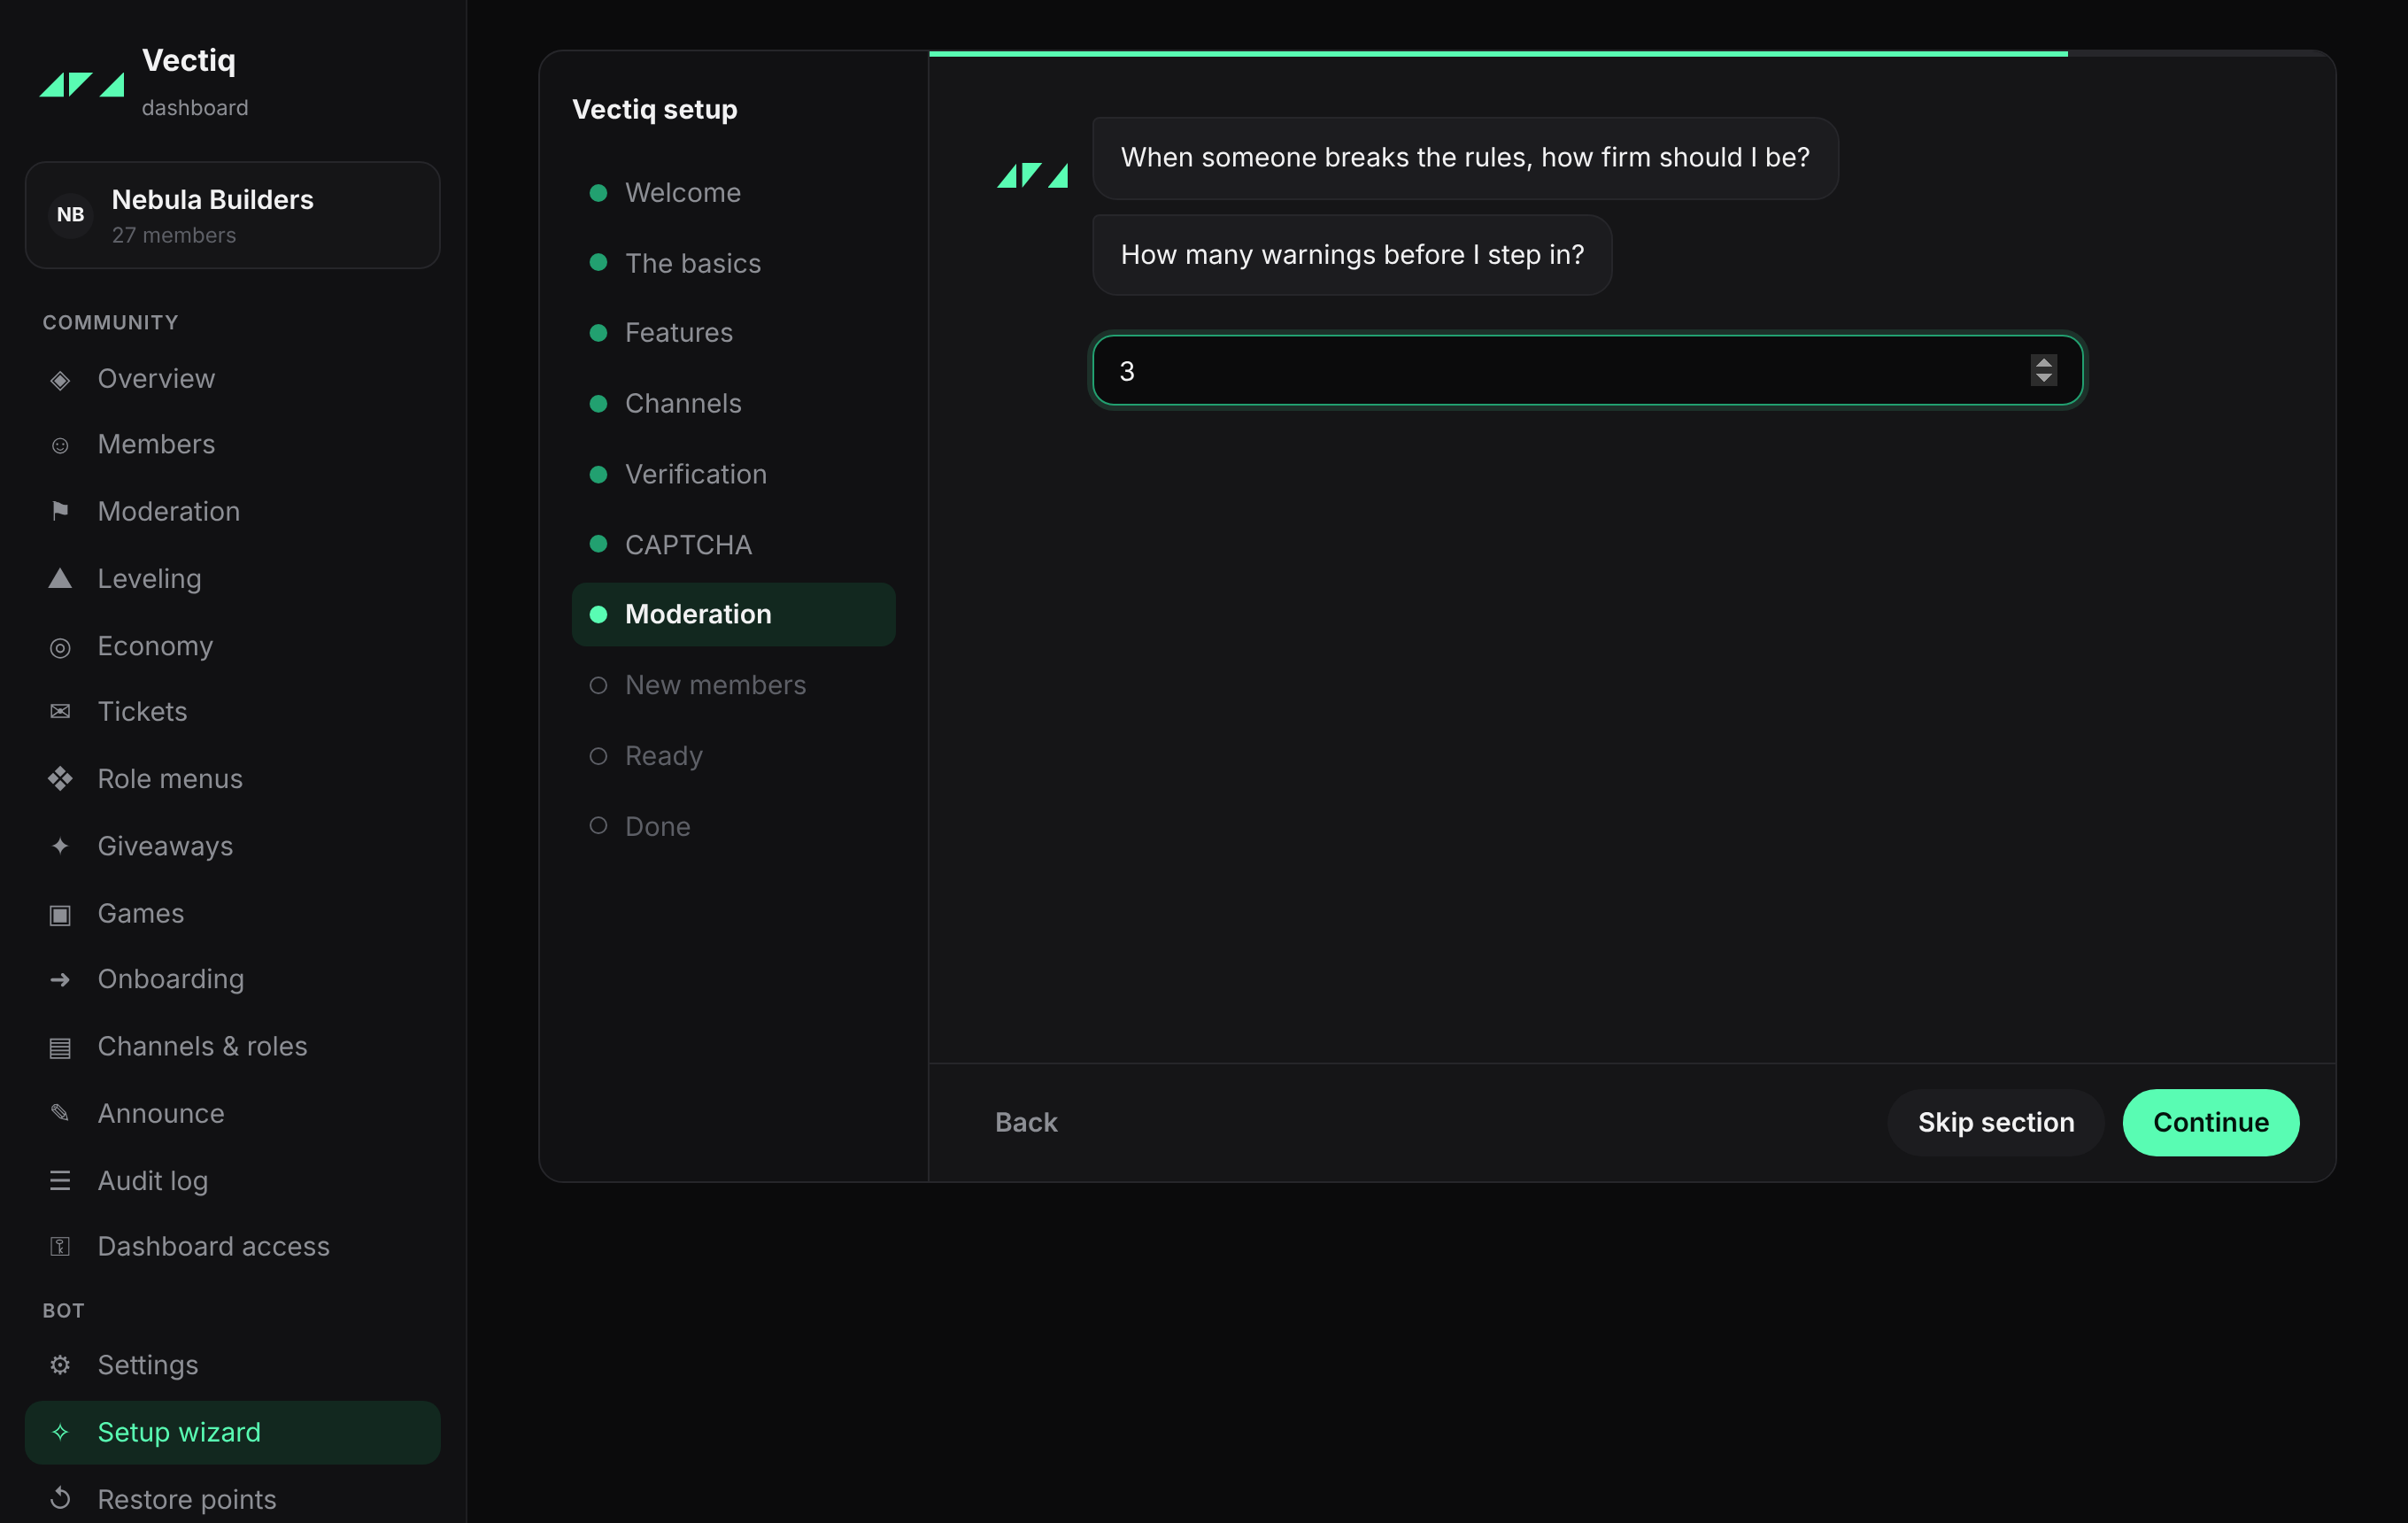 Vectiq
dashboard
NB
Nebula Builders
27 members
COMMUNITY
Overview
Members
Moderation
Leveling
Economy
Tickets
Role menus
Giveaways
Games
Onboarding
Channels & roles
Announce
Audit log
Dashboard access
BOT
Settings
Setup wizard
Restore points
Vectiq setup
Welcome
The basics
Features
Channels
Verification
CAPTCHA
Moderation
New members
Ready
Done
When someone breaks the rules, how firm should I be?
How many warnings before I step in?
3
Back
Skip section
Continue